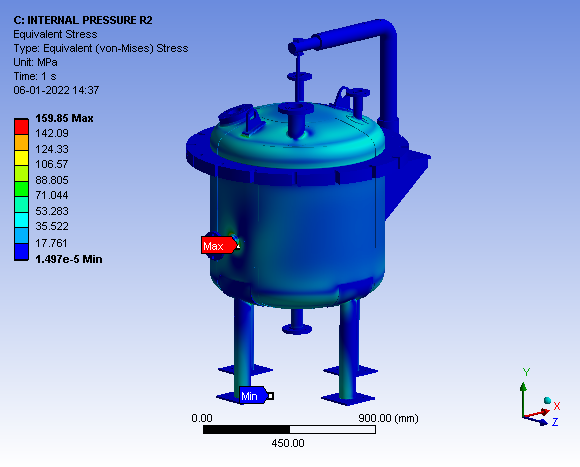 C: INTERNAL PRESSURE R2
Equivalent Stress
Type: Equivalent (von-Mises) Stress
Unit: MPa
Time: 1 s
06-01-2022 14:37
159.85 Max
142.09
124.33
106.57
88.805
71.044
53.283
35.522
17.761
1.497e-5 Min
Max
Min
0.00
900.00 (mm)
450.00
Y
X
Z